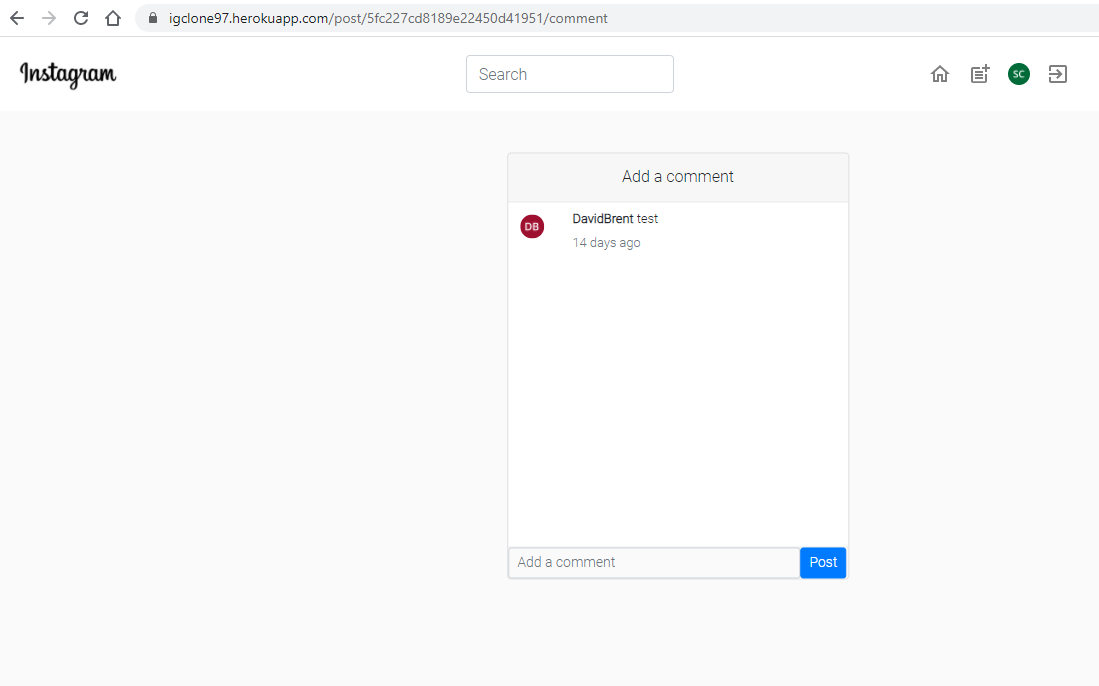 igclone97.herokuapp.com/post/5fc227cd8189e22450d41951/comment
Instagram
Search
SC
Add a comment
DB
DavidBrent test
14 days ago
Add a comment
Post